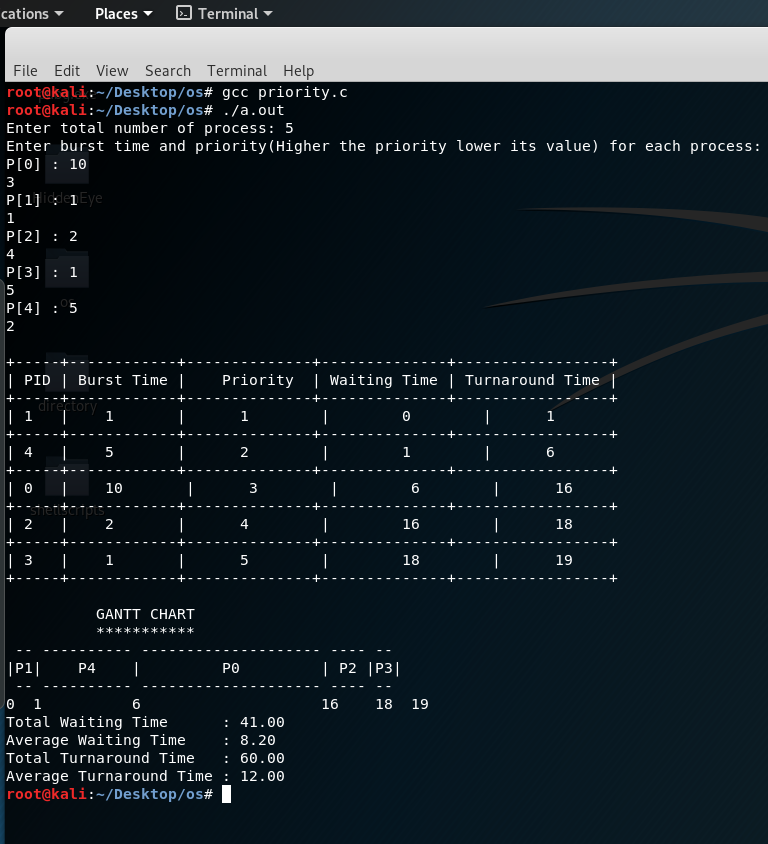 cations Places Terminal
File Edit View Search Terminal Help
root@kali:~/Desktop/os# gcc priority.c
root@kali:~/Desktop/os# ./a.out
Enter total number of process: 5
Enter burst time and priority(Higher the priority lower its value) for each process:
P[0] : 10
3
P[1] : 1
1
P[2] : 2
4
P[3] : 1
5
P[4] : 5
2
+-----+------------+--------------+--------------+-----------------+
| PID | Burst Time |    Priority  | Waiting Time | Turnaround Time |
+-----+------------+--------------+--------------+-----------------+
| 1   |    1       |      1        |        0        |      1
+-----+------------+--------------+--------------+-----------------+
| 4   |    5       |      2        |        1        |      6
+-----+------------+--------------+--------------+-----------------+
| 0   |    10       |      3        |        6        |      16
+-----+------------+--------------+--------------+-----------------+
| 2   |    2       |      4        |        16        |      18
+-----+------------+--------------+--------------+-----------------+
| 3   |    1       |      5        |        18        |      19
+-----+------------+--------------+--------------+-----------------+
GANTT CHART
***********
 -- ---------- -------------------- ---- --
|P1|    P4    |         P0         | P2 |P3|
 -- ---------- -------------------- ---- --
0  1          6                    16    18  19
Total Waiting Time      : 41.00
Average Waiting Time    : 8.20
Total Turnaround Time   : 60.00
Average Turnaround Time : 12.00
root@kali:~/Desktop/os#
directory
shellscripts